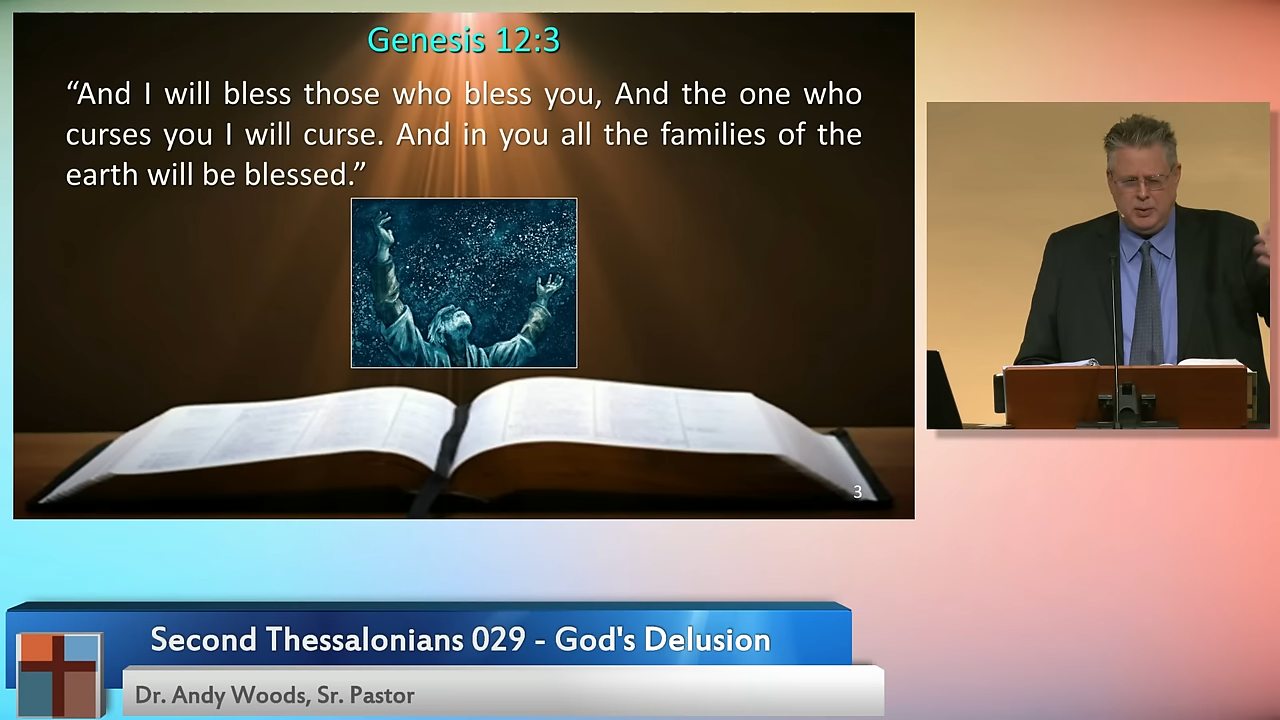 Genesis 12:3
“And I will bless those who bless you, And the one who
curses you I will curse. And in you all the families of the
earth will be blessed.”
3
Second Thessalonians 029 - God's Delusion
Dr. Andy Woods, Sr. Pastor